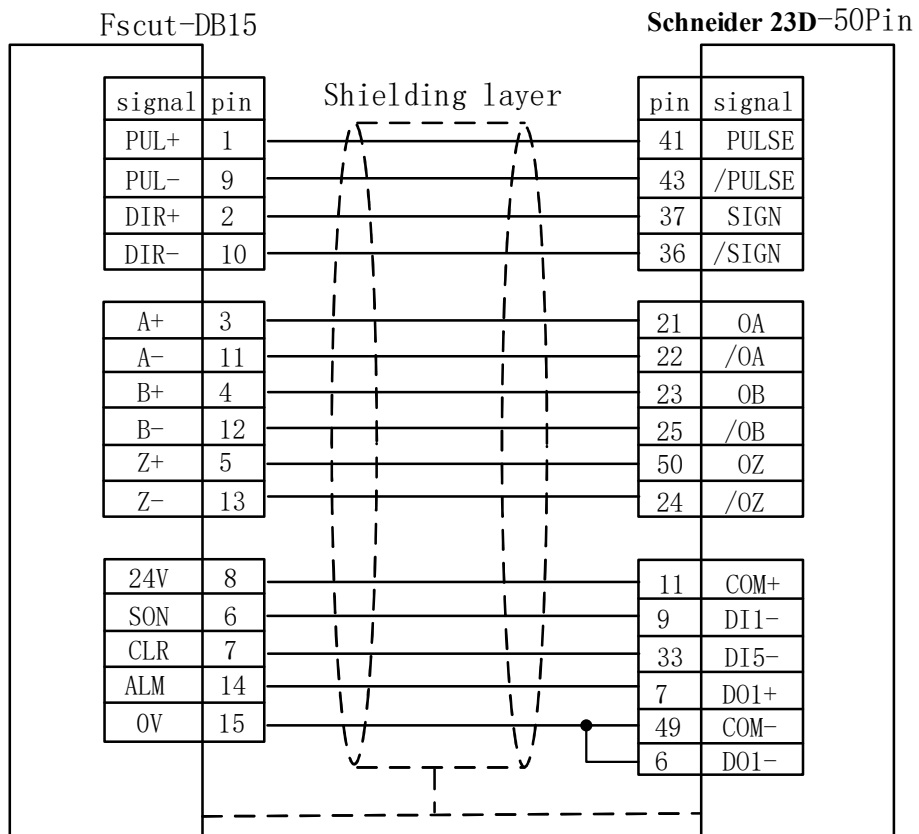 Fscut-DB15 Schneider 23D-50Pin
Shielding layer
signal pin pin signal
PUL+ 1 41 PULSE
PUL- 9 43 /PULSE
DIR+ 2 37 SIGN
DIR- 10 36 /SIGN
A+ 3 21 OA
A- 11 22 /OA
B+ 4 23 OB
B- 12 25 /OB
Z+ 5 50 OZ
Z- 13 24 /OZ
24V 8 11 COM+
SON 6 9 DI1-
CLR 7 33 DI5-
ALM 14 7 DO1+
0V 15 49 COM-
6 DO1-